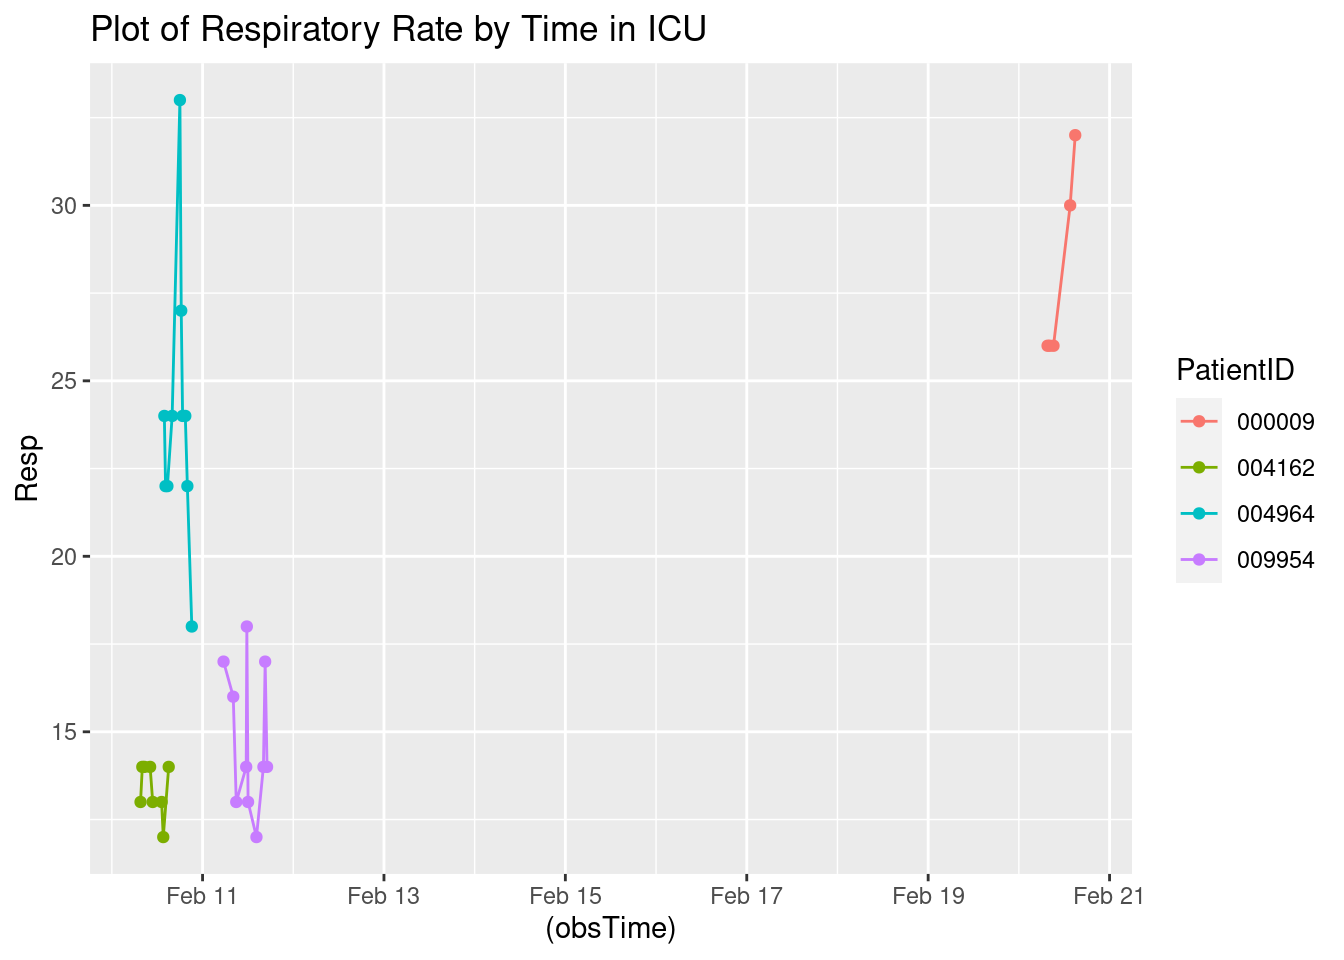 Plot of Respiratory Rate by Time in ICU
Resp
30
25
20
15
Feb 11
Feb 13
Feb 15
Feb 17
Feb 19
Feb 21
(obsTime)
PatientID
000009
004162
004964
009954